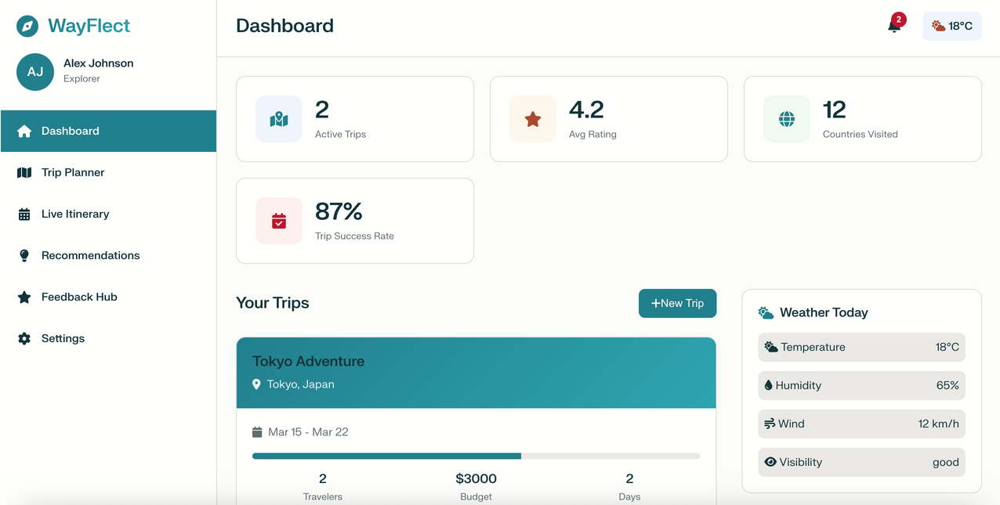 WayFlect
AJ
Alex Johnson
Explorer
Dashboard
Trip Planner
Live Itinerary
Recommendations
Feedback Hub
Settings
Dashboard
2
18°C
2
Active Trips
4.2
Avg Rating
12
Countries Visited
87%
Trip Success Rate
Your Trips
+New Trip
Tokyo Adventure
Tokyo, Japan
Mar 15 - Mar 22
2
Travelers
$3000
Budget
2
Days
Weather Today
Temperature 18°C
Humidity 65%
Wind 12 km/h
Visibility good